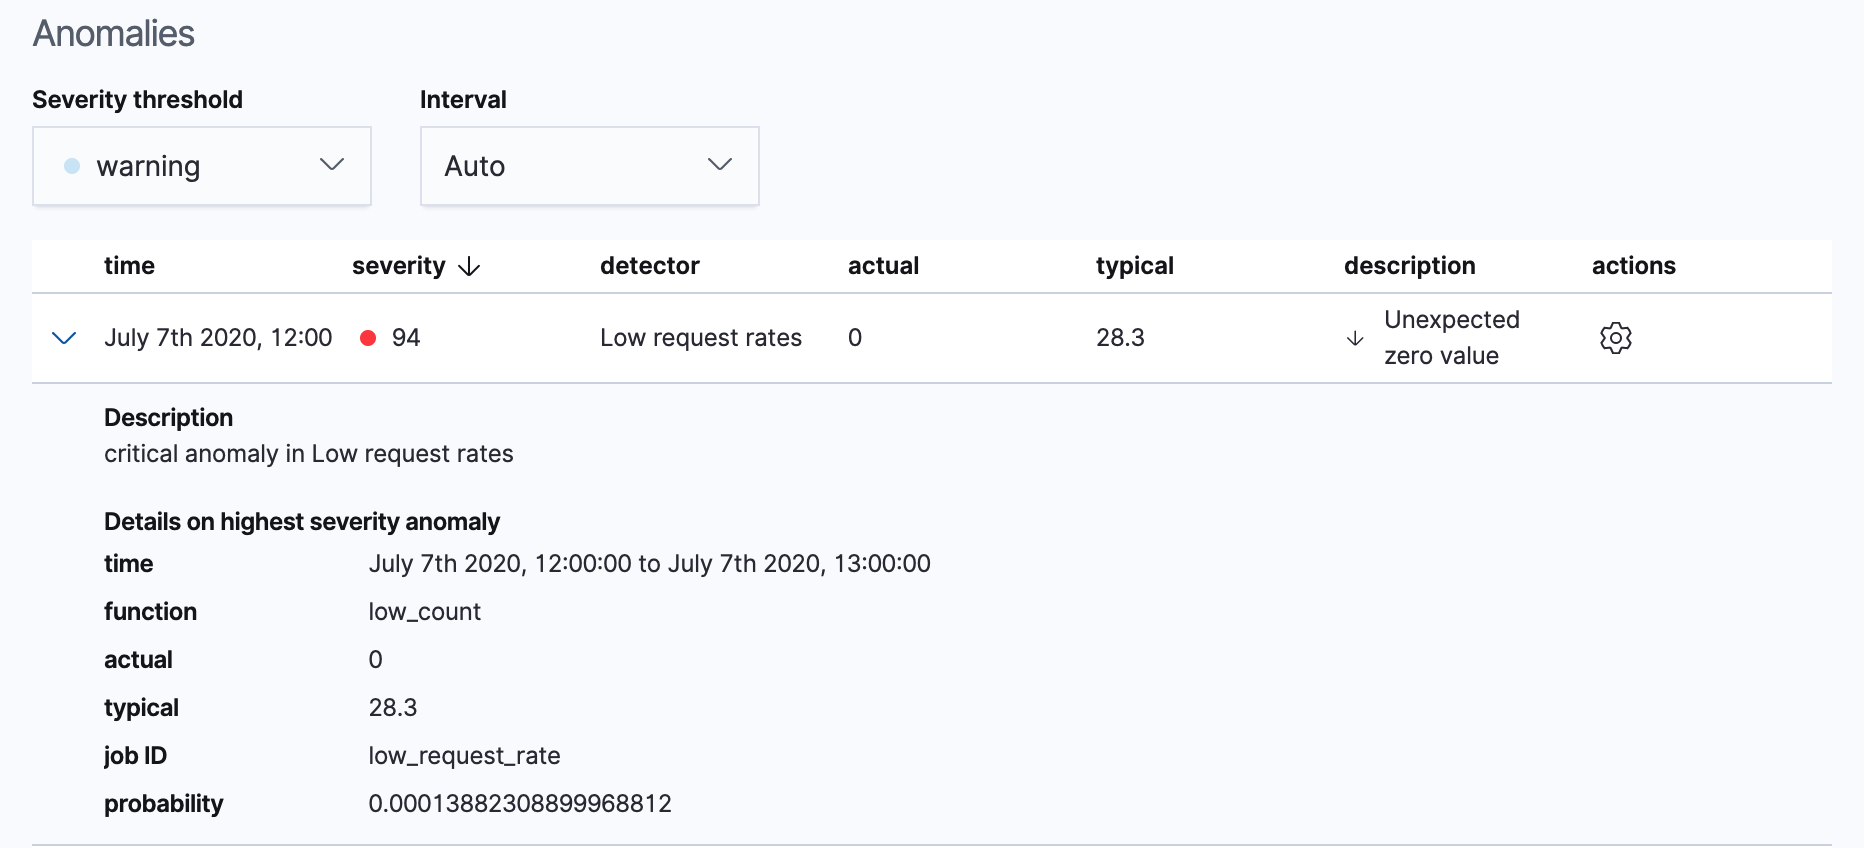 Anomalies
Severity threshold Interval
warning Auto
time severity detector actual typical description actions
July 7th 2020, 12:00 94 Low request rates 0 28.3 Unexpected
zero value
Description
critical anomaly in Low request rates
Details on highest severity anomaly
time July 7th 2020, 12:00:00 to July 7th 2020, 13:00:00
function low_count
actual 0
typical 28.3
job ID low_request_rate
probability 0.00013882308899968812